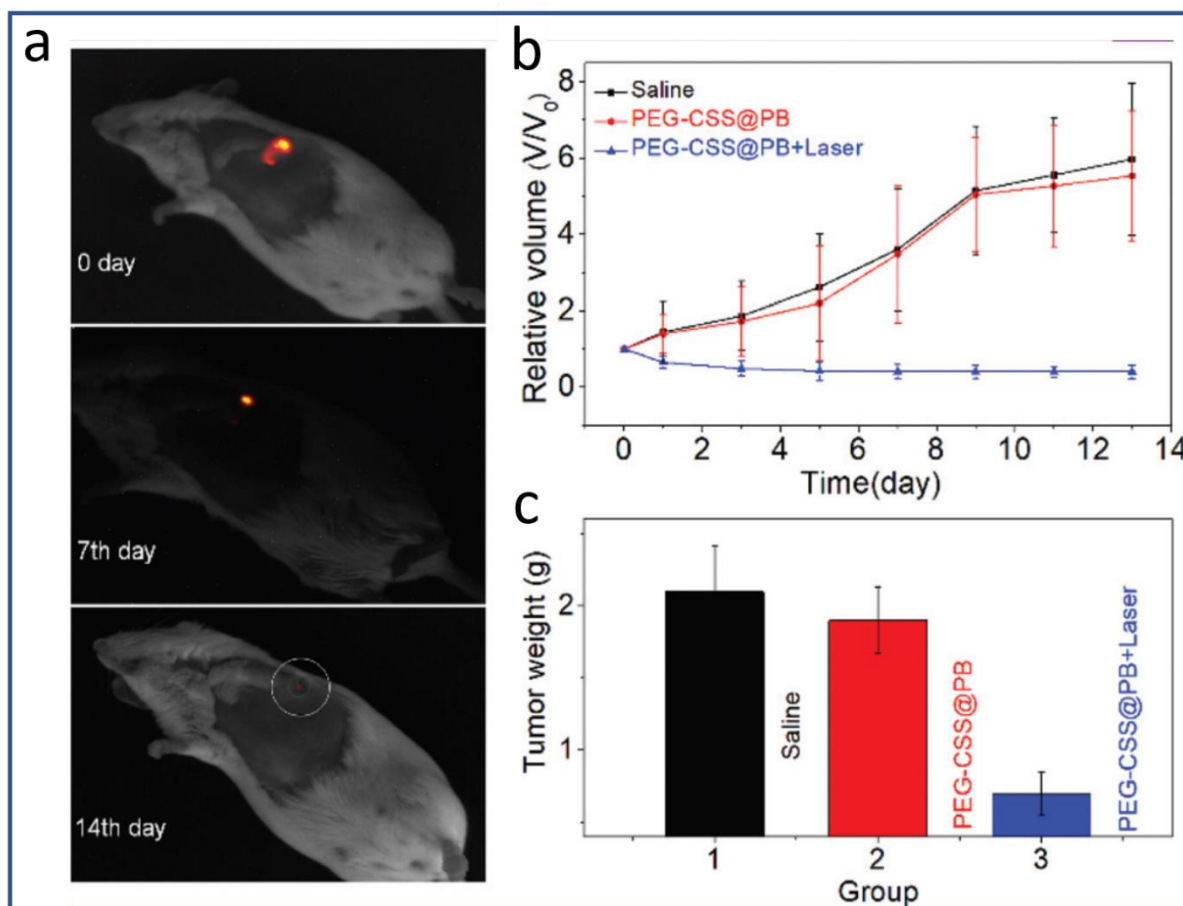 a
0 day
7th day
14th day
b
Saline
PEG-CSS@PB
PEG-CSS@PB+Laser
Relative volume (V/V₀)
8
6
4
2
0
0 2 4 6 8 10 12 14
Time(day)
c
Tumor weight (g)
2
1
Saline
PEG-CSS@PB
PEG-CSS@PB+Laser
1 2 3
Group